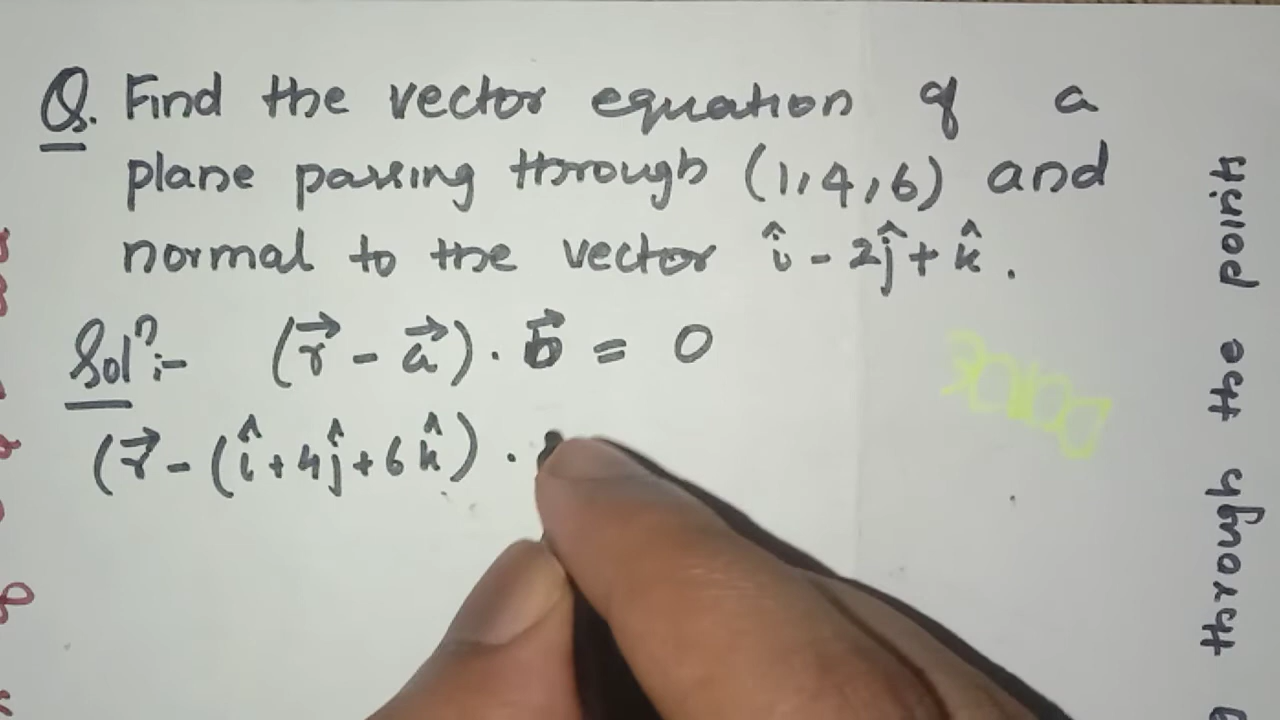 Q. Find the vector equation of a
plane passing through (1,4,6) and
normal to the vector î - 2ĵ + k̂.
Solⁿ:- (r⃗ - a⃗) . b⃗ = 0
(r⃗ - (î + 4ĵ + 6k̂) .
point
the
through